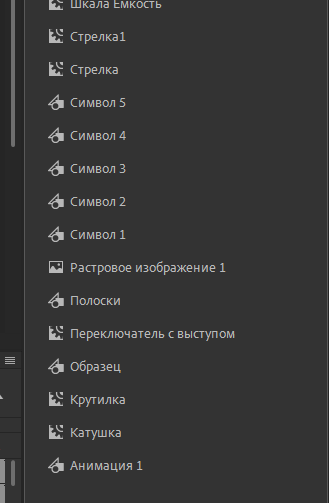 Шкала Емкость
Стрелка1
Стрелка
Символ 5
Символ 4
Символ 3
Символ 2
Символ 1
Растровое изображение 1
Полоски
Переключатель с выступом
Образец
Крутилка
Катушка
Анимация 1